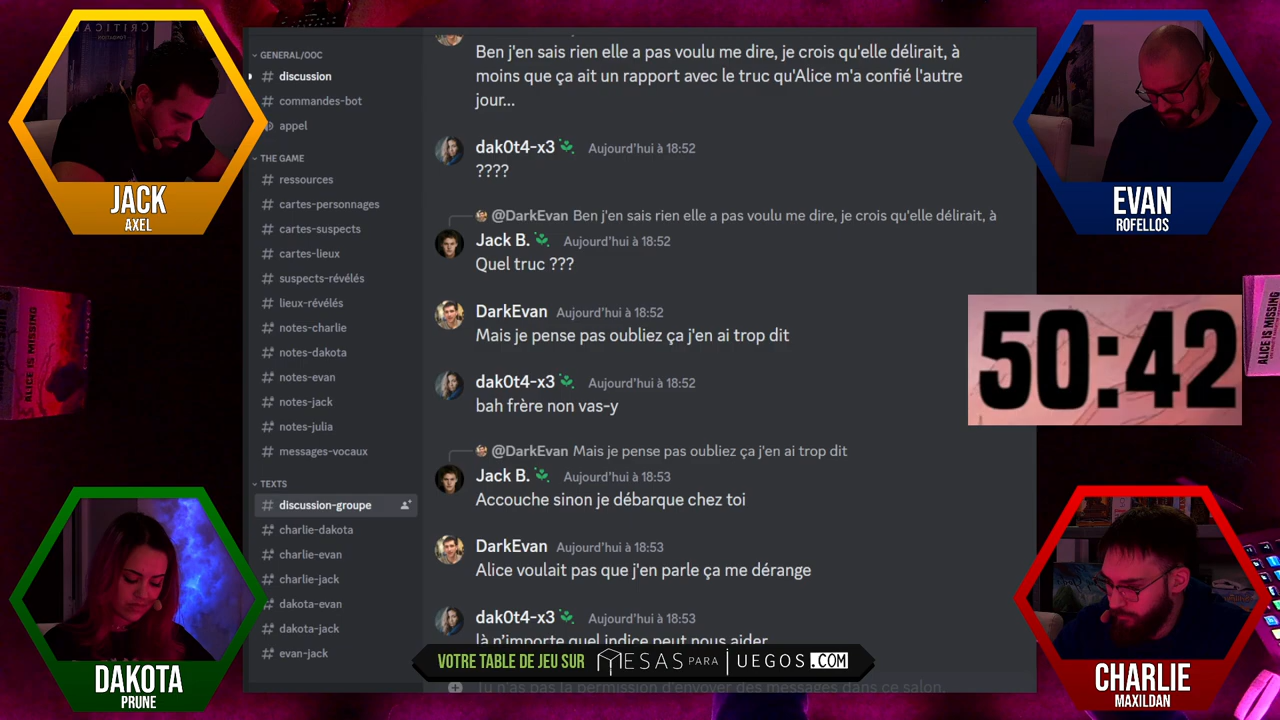 JACK
AXEL
EVAN
ROFELLOS
DAKOTA
PRUNE
CHARLIE
MAXILDAN
50:42
ALICE IS MISSING
ALICE IS MISSING
GENERAL/OOC
discussion
commandes-bot
appel
THE GAME
ressources
cartes-personnages
cartes-suspects
cartes-lieux
suspects-révélés
lieux-révélés
notes-charlie
notes-dakota
notes-evan
notes-jack
notes-julia
messages-vocaux
TEXTS
discussion-groupe
charlie-dakota
charlie-evan
charlie-jack
dakota-evan
dakota-jack
evan-jack
Ben j'en sais rien elle a pas voulu me dire, je crois qu'elle délirait, à
moins que ça ait un rapport avec le truc qu'Alice m'a confié l'autre
jour...
dak0t4-x3 Aujourd'hui à 18:52
????
@DarkEvan Ben j'en sais rien elle a pas voulu me dire, je crois qu'elle délirait, à
Jack B. Aujourd'hui à 18:52
Quel truc ???
DarkEvan Aujourd'hui à 18:52
Mais je pense pas oubliez ça j'en ai trop dit
dak0t4-x3 Aujourd'hui à 18:52
bah frère non vas-y
@DarkEvan Mais je pense pas oubliez ça j'en ai trop dit
Jack B. Aujourd'hui à 18:53
Accouche sinon je débarque chez toi
DarkEvan Aujourd'hui à 18:53
Alice voulait pas que j'en parle ça me dérange
dak0t4-x3 Aujourd'hui à 18:53
là n'importe quel indice peut nous aider
VOTRE TABLE DE JEU SUR MESAS PARA JUEGOS .COM
Tu n'as pas la permission d'envoyer des messages dans ce salon.